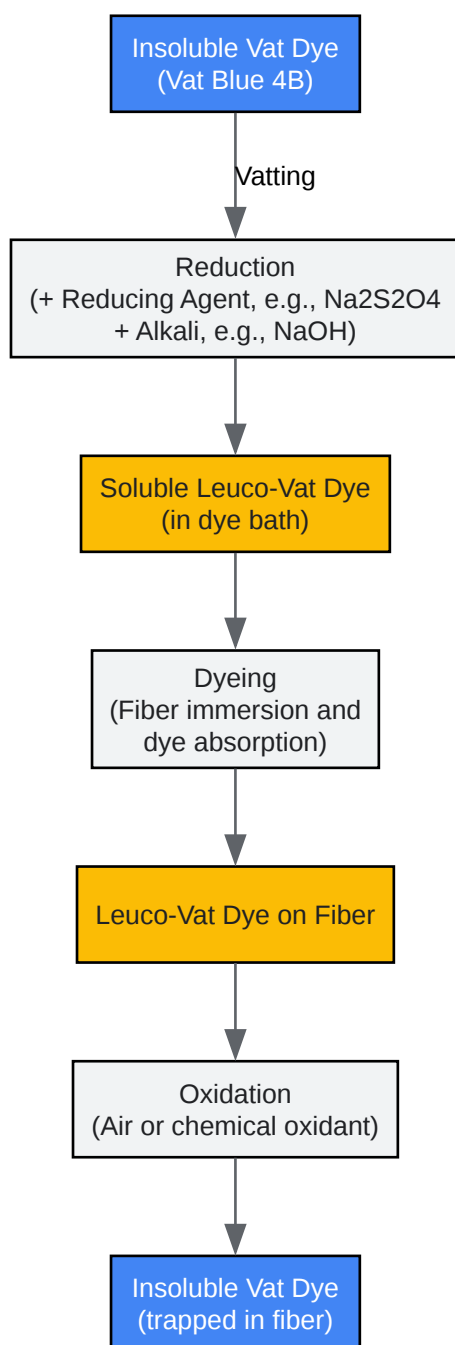 Insoluble Vat Dye
(Vat Blue 4B)
Vatting
Reduction
(+ Reducing Agent, e.g., Na2S2O4
+ Alkali, e.g., NaOH)
Soluble Leuco-Vat Dye
(in dye bath)
Dyeing
(Fiber immersion and
dye absorption)
Leuco-Vat Dye on Fiber
Oxidation
(Air or chemical oxidant)
Insoluble Vat Dye
(trapped in fiber)